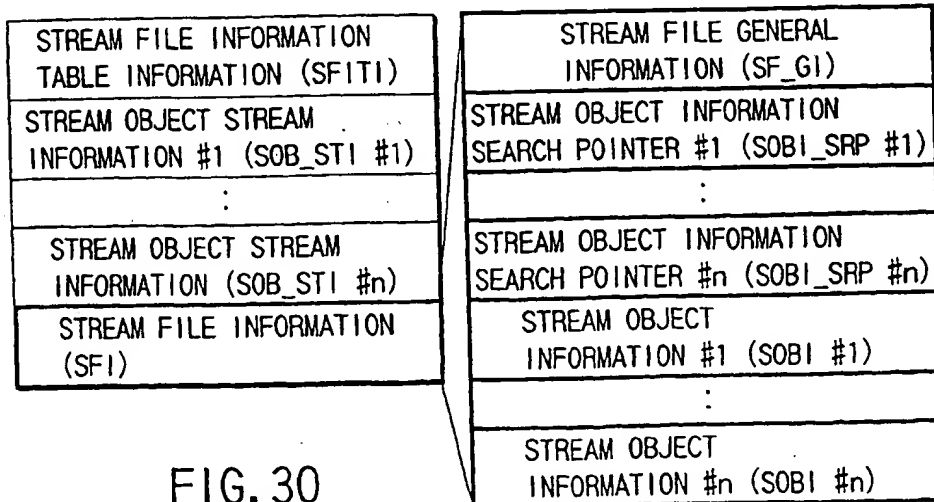 STREAM FILE INFORMATION
TABLE INFORMATION (SFITI)
STREAM OBJECT STREAM
INFORMATION #1 (SOB_STI #1)
:
STREAM OBJECT STREAM
INFORMATION (SOB_STI #n)
STREAM FILE INFORMATION
(SFI)
STREAM FILE GENERAL
INFORMATION (SF_GI)
STREAM OBJECT INFORMATION
SEARCH POINTER #1 (SOBI_SRP #1)
:
STREAM OBJECT INFORMATION
SEARCH POINTER #n (SOBI_SRP #n)
STREAM OBJECT
INFORMATION #1 (SOBI #1)
:
STREAM OBJECT
INFORMATION #n (SOBI #n)
FIG. 30